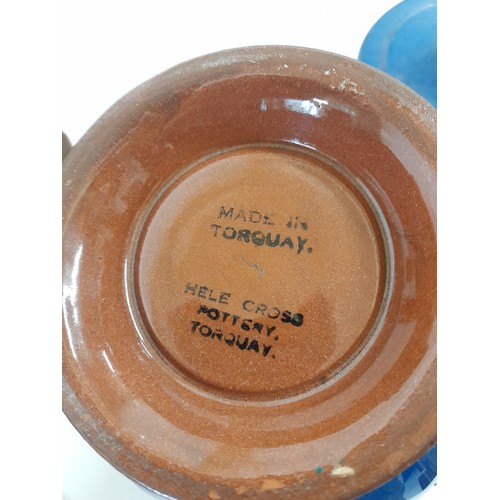 MADE IN
TORQUAY.
HELE CROSS
POTTERY,
TORQUAY.